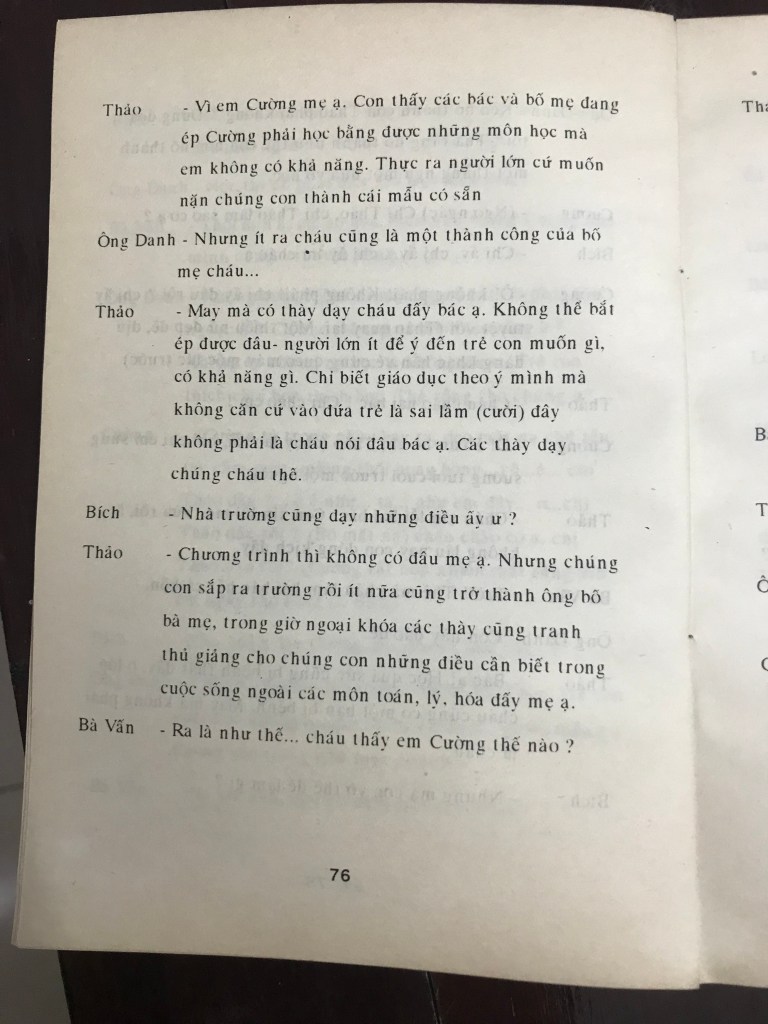 Thảo - Vì em Cường mẹ ạ. Con thấy các bác và bố mẹ đang
ép Cường phải học bằng được những môn học mà
em không có khả năng. Thực ra người lớn cứ muốn
nặn chúng con thành cái mẫu có sẵn
Ông Danh - Nhưng ít ra cháu cũng là một thành công của bố
mẹ cháu...
Thảo - May mà có thày dạy cháu đấy bác ạ. Không thể bắt
ép được đâu- người lớn ít để ý đến trẻ con muốn gì,
có khả năng gì. Chỉ biết giáo dục theo ý mình mà
không căn cứ vào đứa trẻ là sai lầm (cười) đây
không phải là cháu nói đâu bác ạ. Các thày dạy
chúng cháu thế.
Bích - Nhà trường cũng dạy những điều ấy ư ?
Thảo - Chương trình thì không có đâu mẹ ạ. Nhưng chúng
con sắp ra trường rồi ít nữa cũng trở thành ông bố
bà mẹ, trong giờ ngoại khóa các thày cũng tranh
thủ giảng cho chúng con những điều cần biết trong
cuộc sống ngoài các môn toán, lý, hóa đấy mẹ ạ.
Bà Vấn - Ra là như thế... cháu thấy em Cường thế nào ?
76